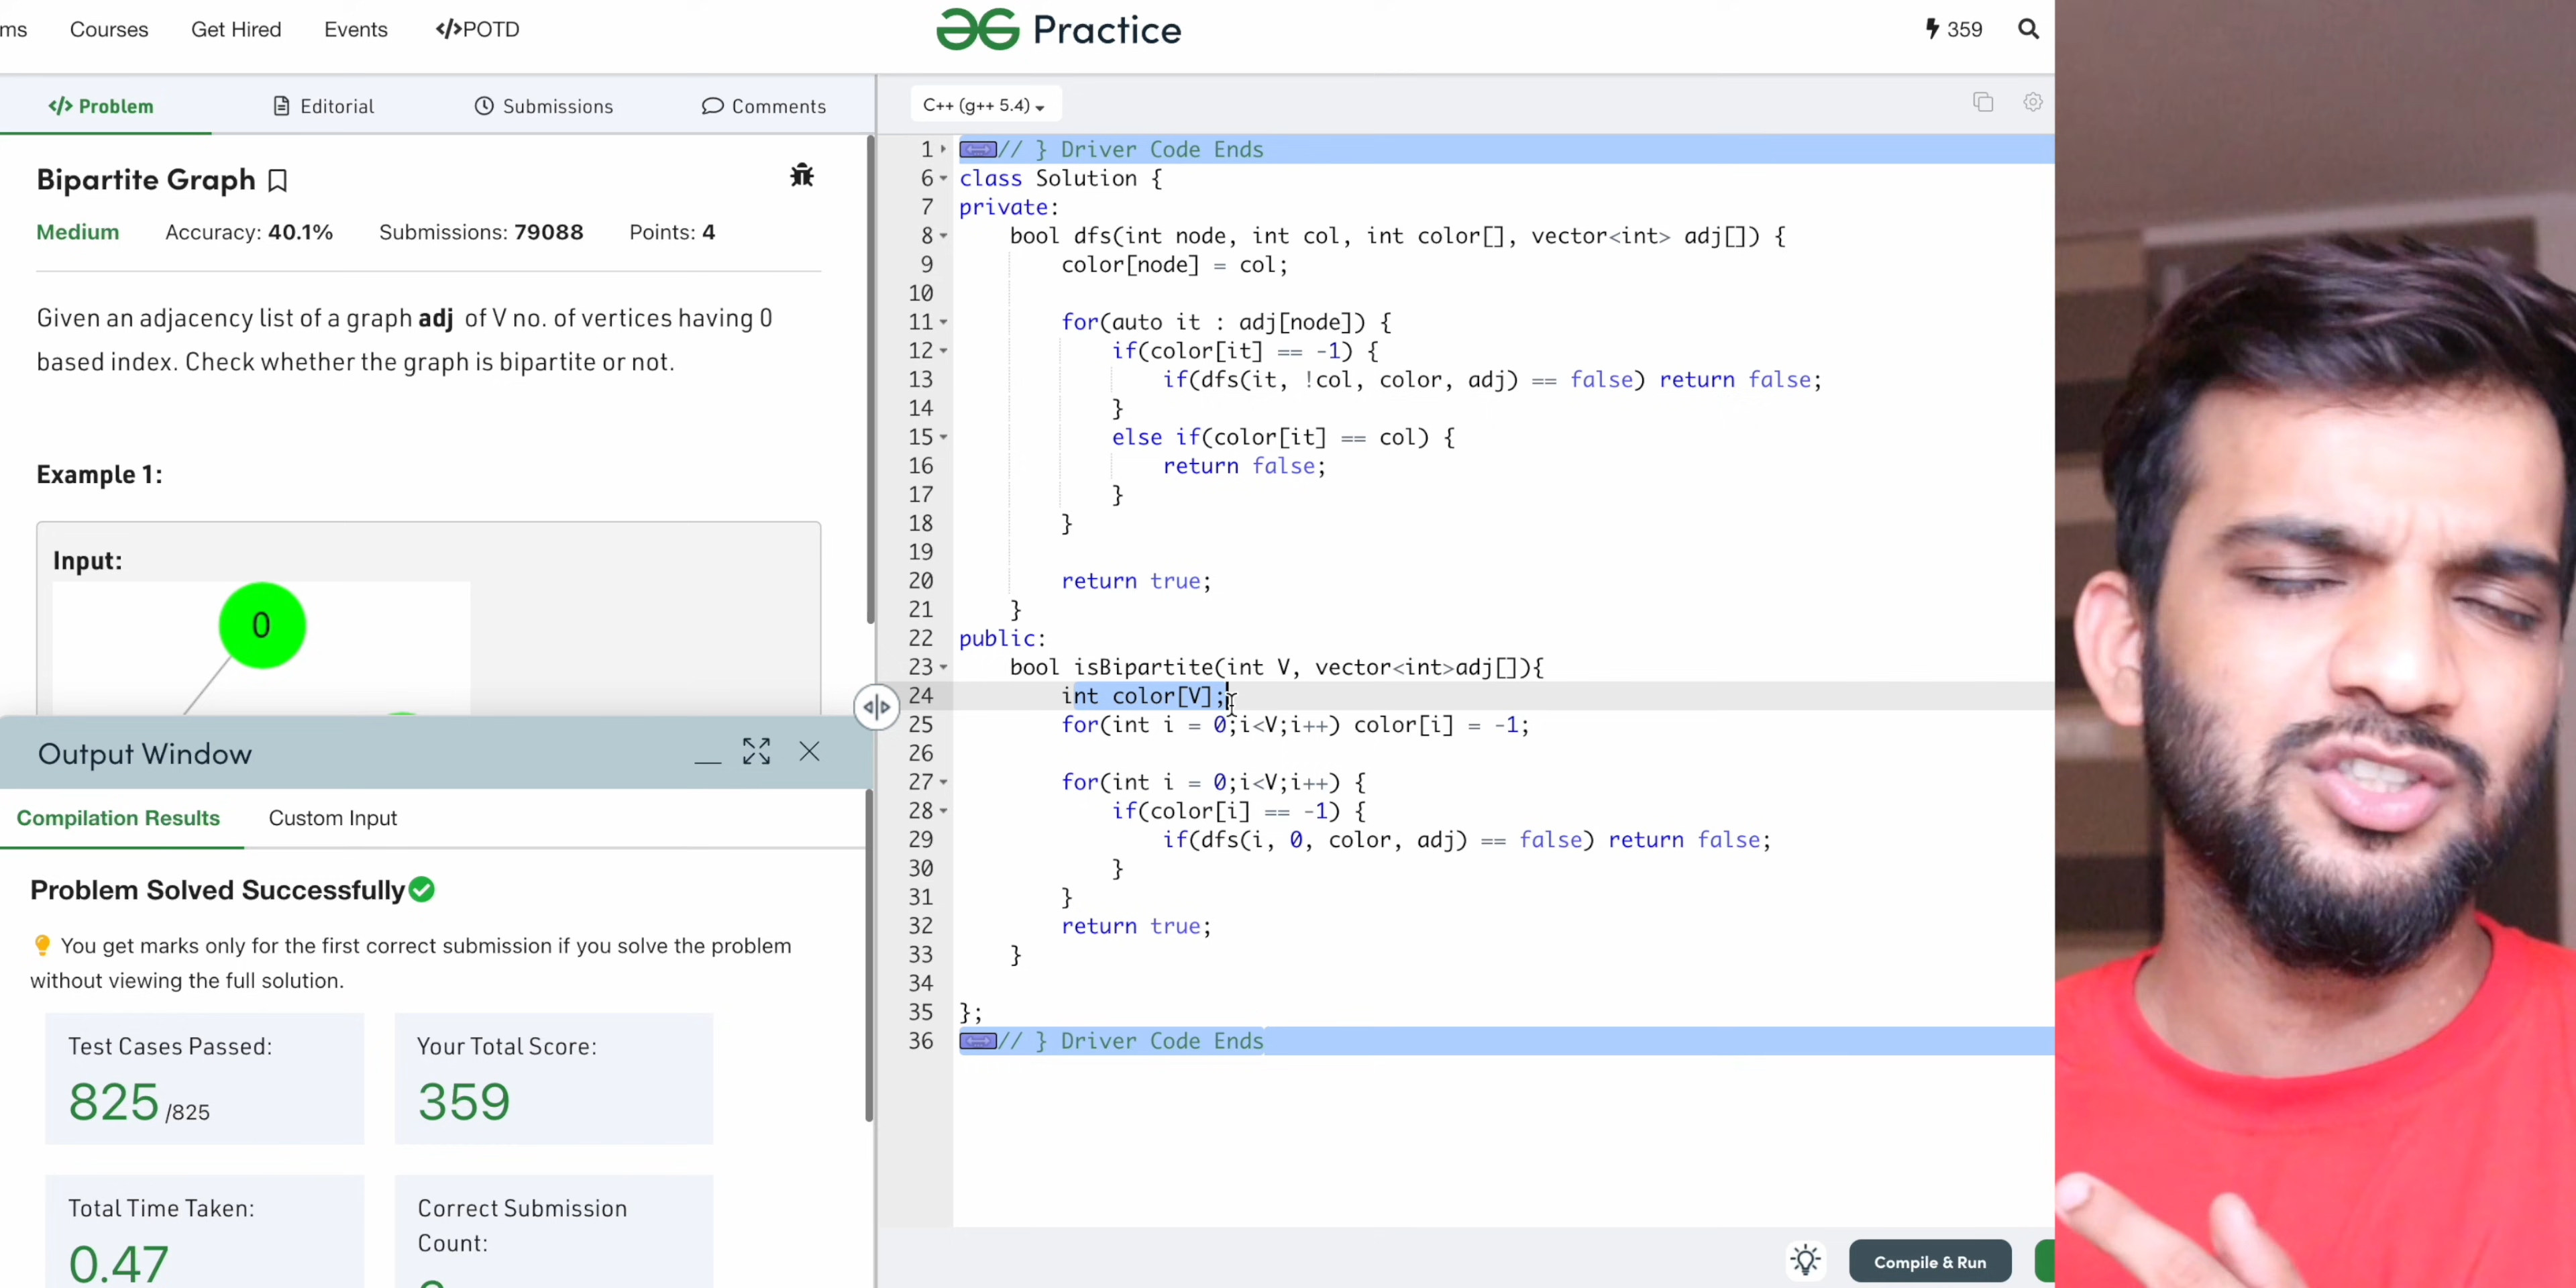 ms Courses Get Hired Events </>POTD
Practice
359
</> Problem Editorial Submissions Comments
Bipartite Graph
Medium Accuracy: 40.1% Submissions: 79088 Points: 4
Given an adjacency list of a graph adj of V no. of vertices having 0
based index. Check whether the graph is bipartite or not.
Example 1:
Input:
0
Output Window
Compilation Results Custom Input
Problem Solved Successfully
You get marks only for the first correct submission if you solve the problem
without viewing the full solution.
Test Cases Passed:
825 /825
Your Total Score:
359
Total Time Taken:
0.47
Correct Submission
Count:
C++ (g++ 5.4)
1 // } Driver Code Ends
6 class Solution {
7 private:
8 bool dfs(int node, int col, int color[], vector<int> adj[]) {
9 color[node] = col;
10
11 for(auto it : adj[node]) {
12 if(color[it] == -1) {
13 if(dfs(it, !col, color, adj) == false) return false;
14 }
15 else if(color[it] == col) {
16 return false;
17 }
18 }
19
20 return true;
21 }
22 public:
23 bool isBipartite(int V, vector<int>adj[]){
24 int color[V];
25 for(int i = 0;i<V;i++) color[i] = -1;
26
27 for(int i = 0;i<V;i++) {
28 if(color[i] == -1) {
29 if(dfs(i, 0, color, adj) == false) return false;
30 }
31 }
32 return true;
33 }
34
35 };
36 // } Driver Code Ends
Compile & Run